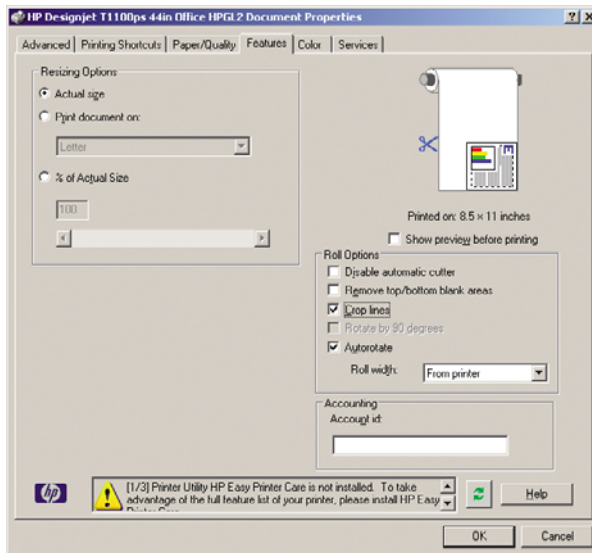 HP Designjet T1100ps 44in Office HPGL2 Document Properties
Advanced Printing Shortcuts Paper/Quality Features Color Services
Resizing Options
Actual size
Print document on:
Letter
% of Actual Size
100
Printed on: 8.5 × 11 inches
Show preview before printing
Roll Options
Disable automatic cutter
Remove top/bottom blank areas
Crop lines
Rotate by 90 degrees
Autorotate
Roll width:
From printer
Accounting
Account id:
hp
[1/3] Printer Utility HP Easy Printer Care is not installed. To take
advantage of the full feature list of your printer, please install HP Easy
Printer Care.
Help
OK Cancel